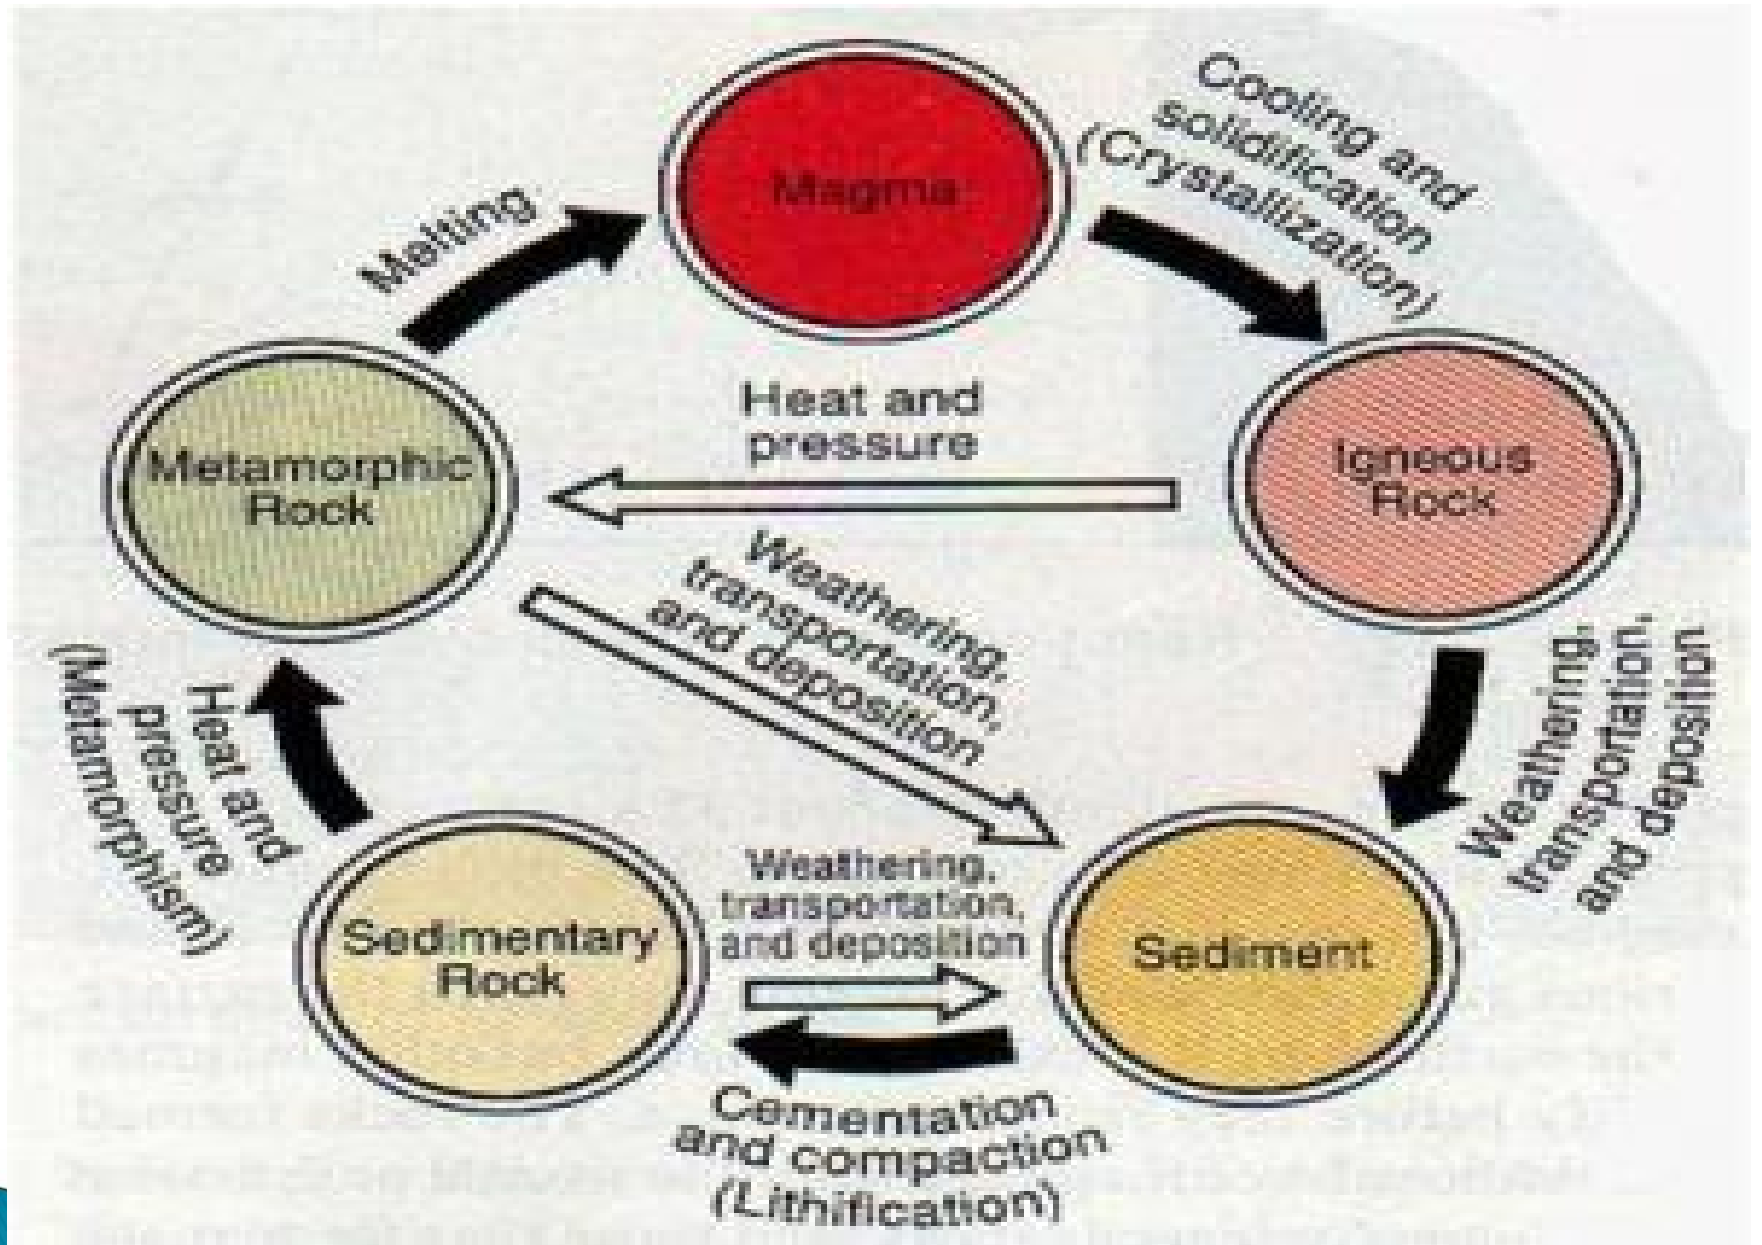 Magma
Cooling and
solidification
(Crystallization)
Melting
Heat and
pressure
Metamorphic
Rock
Igneous
Rock
Weathering,
transportation,
and deposition
Weathering,
transportation,
and deposition
Heat and
pressure
(Metamorphism)
Sedimentary
Rock
Weathering,
transportation,
and deposition
Sediment
Cementation
and compaction
(Lithification)